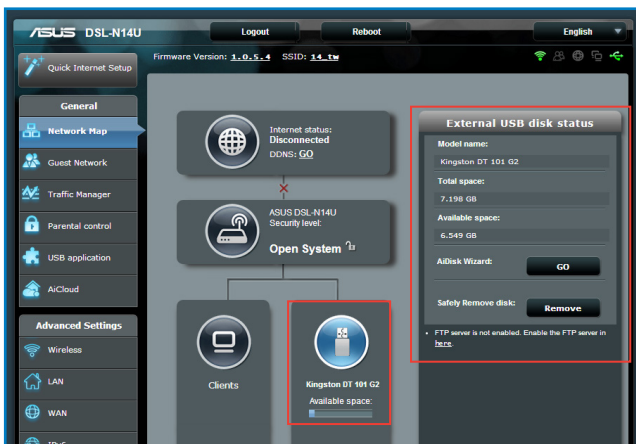 ASUS DSL-N14U
Logout
Reboot
English
Quick Internet Setup
Firmware Version: 1.0.5.4 SSID: 14_tw
General
Network Map
Guest Network
Traffic Manager
Parental control
USB application
AiCloud
Advanced Settings
Wireless
LAN
WAN
Internet status:
Disconnected
DDNS: GO
ASUS DSL-N14U
Security level:
Open System
Clients
Kingston DT 101 G2
Available space:
External USB disk status
Model name:
Kingston DT 101 G2
Total space:
7.198 GB
Available space:
6.549 GB
AiDisk Wizard:
GO
Safely Remove disk:
Remove
FTP server is not enabled. Enable the FTP server in
here.